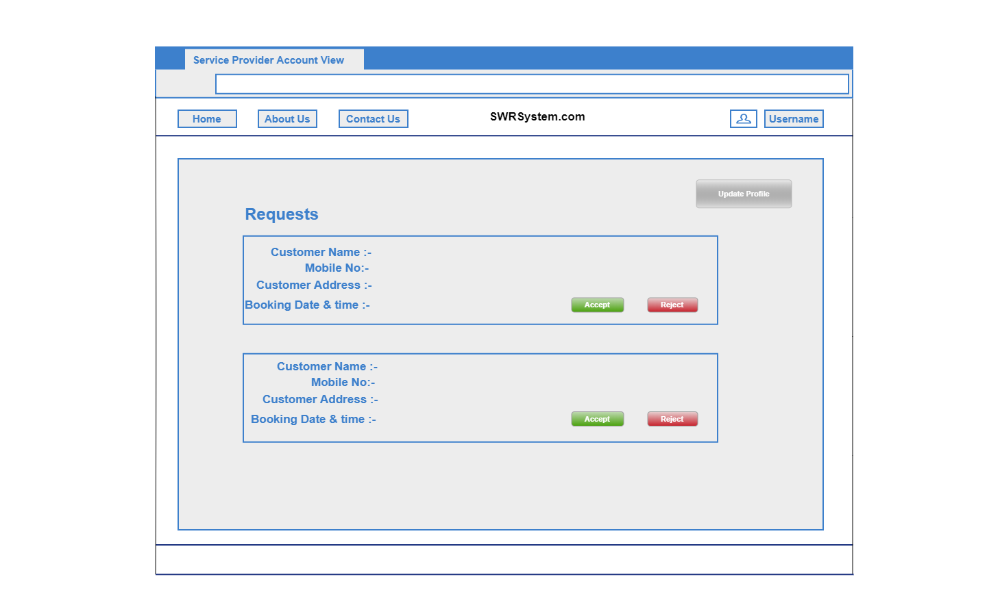 Service Provider Account View
Home About Us Contact Us SWRSystem.com Username
Update Profile
Requests
Customer Name :-
Mobile No:-
Customer Address :-
Booking Date & time :- Accept Reject
Customer Name :-
Mobile No:-
Customer Address :-
Booking Date & time :- Accept Reject